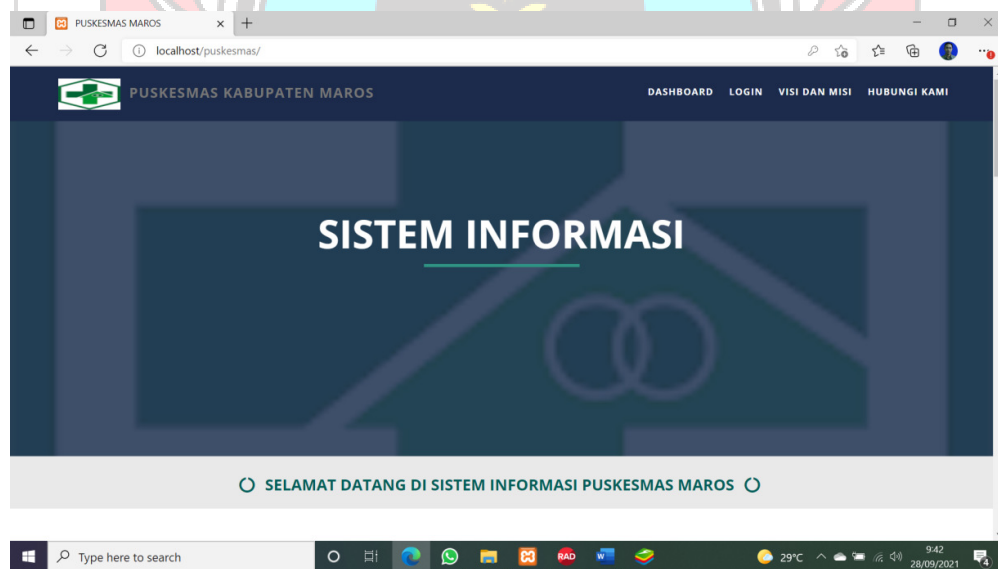 PUSKESMAS MAROS
localhost/puskesmas/
PUSKESMAS KABUPATEN MAROS
DASHBOARD LOGIN VISI DAN MISI HUBUNGI KAMI
SISTEM INFORMASI
SELAMAT DATANG DI SISTEM INFORMASI PUSKESMAS MAROS
Type here to search
RAD
29°C
9:42
28/09/2021
4